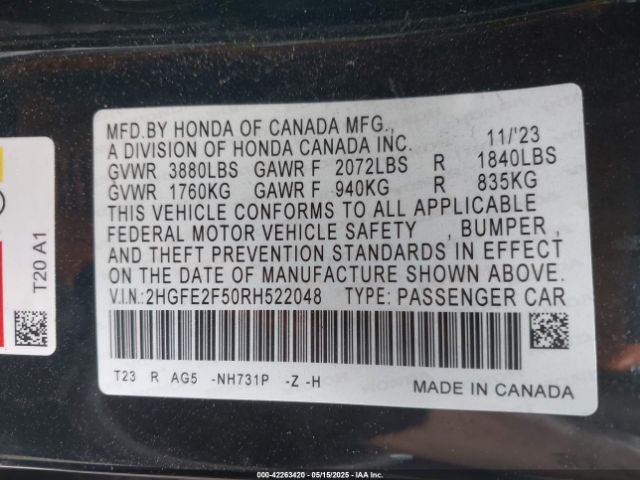 MFD.BY HONDA OF CANADA MFG.,
A DIVISION OF HONDA CANADA INC. 11/'23
GVWR 3880LBS GAWR F 2072LBS R 1840LBS
GVWR 1760KG GAWR F 940KG R 835KG
THIS VEHICLE CONFORMS TO ALL APPLICABLE
FEDERAL MOTOR VEHICLE SAFETY , BUMPER ,
AND THEFT PREVENTION STANDARDS IN EFFECT
ON THE DATE OF MANUFACTURE SHOWN ABOVE.
V.I.N.:2HGFE2F50RH522048 TYPE: PASSENGER CAR
T23 R AG5 -NH731P -Z -H
MADE IN CANADA
T20 A1
000-42263420 05/15/2025 IAAI.COM